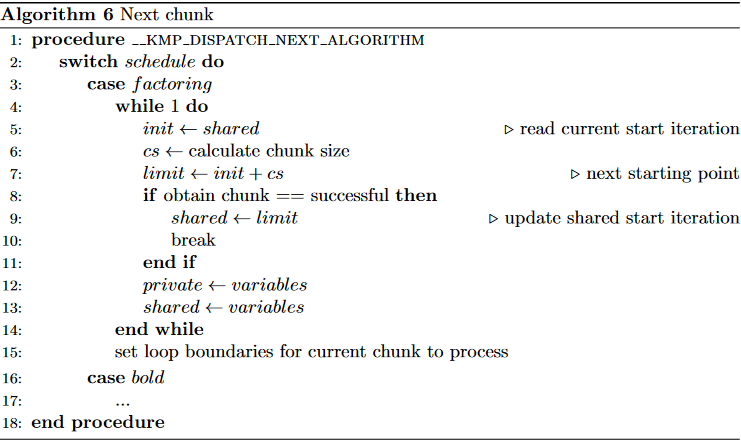 Algorithm 6 Next chunk
1: procedure __KMP_DISPATCH_NEXT_ALGORITHM
2: switch schedule do
3: case factoring
4: while 1 do
5: init ← shared ▷ read current start iteration
6: cs ← calculate chunk size
7: limit ← init + cs ▷ next starting point
8: if obtain chunk == successful then
9: shared ← limit ▷ update shared start iteration
10: break
11: end if
12: private ← variables
13: shared ← variables
14: end while
15: set loop boundaries for current chunk to process
16: case bold
17: ...
18: end procedure